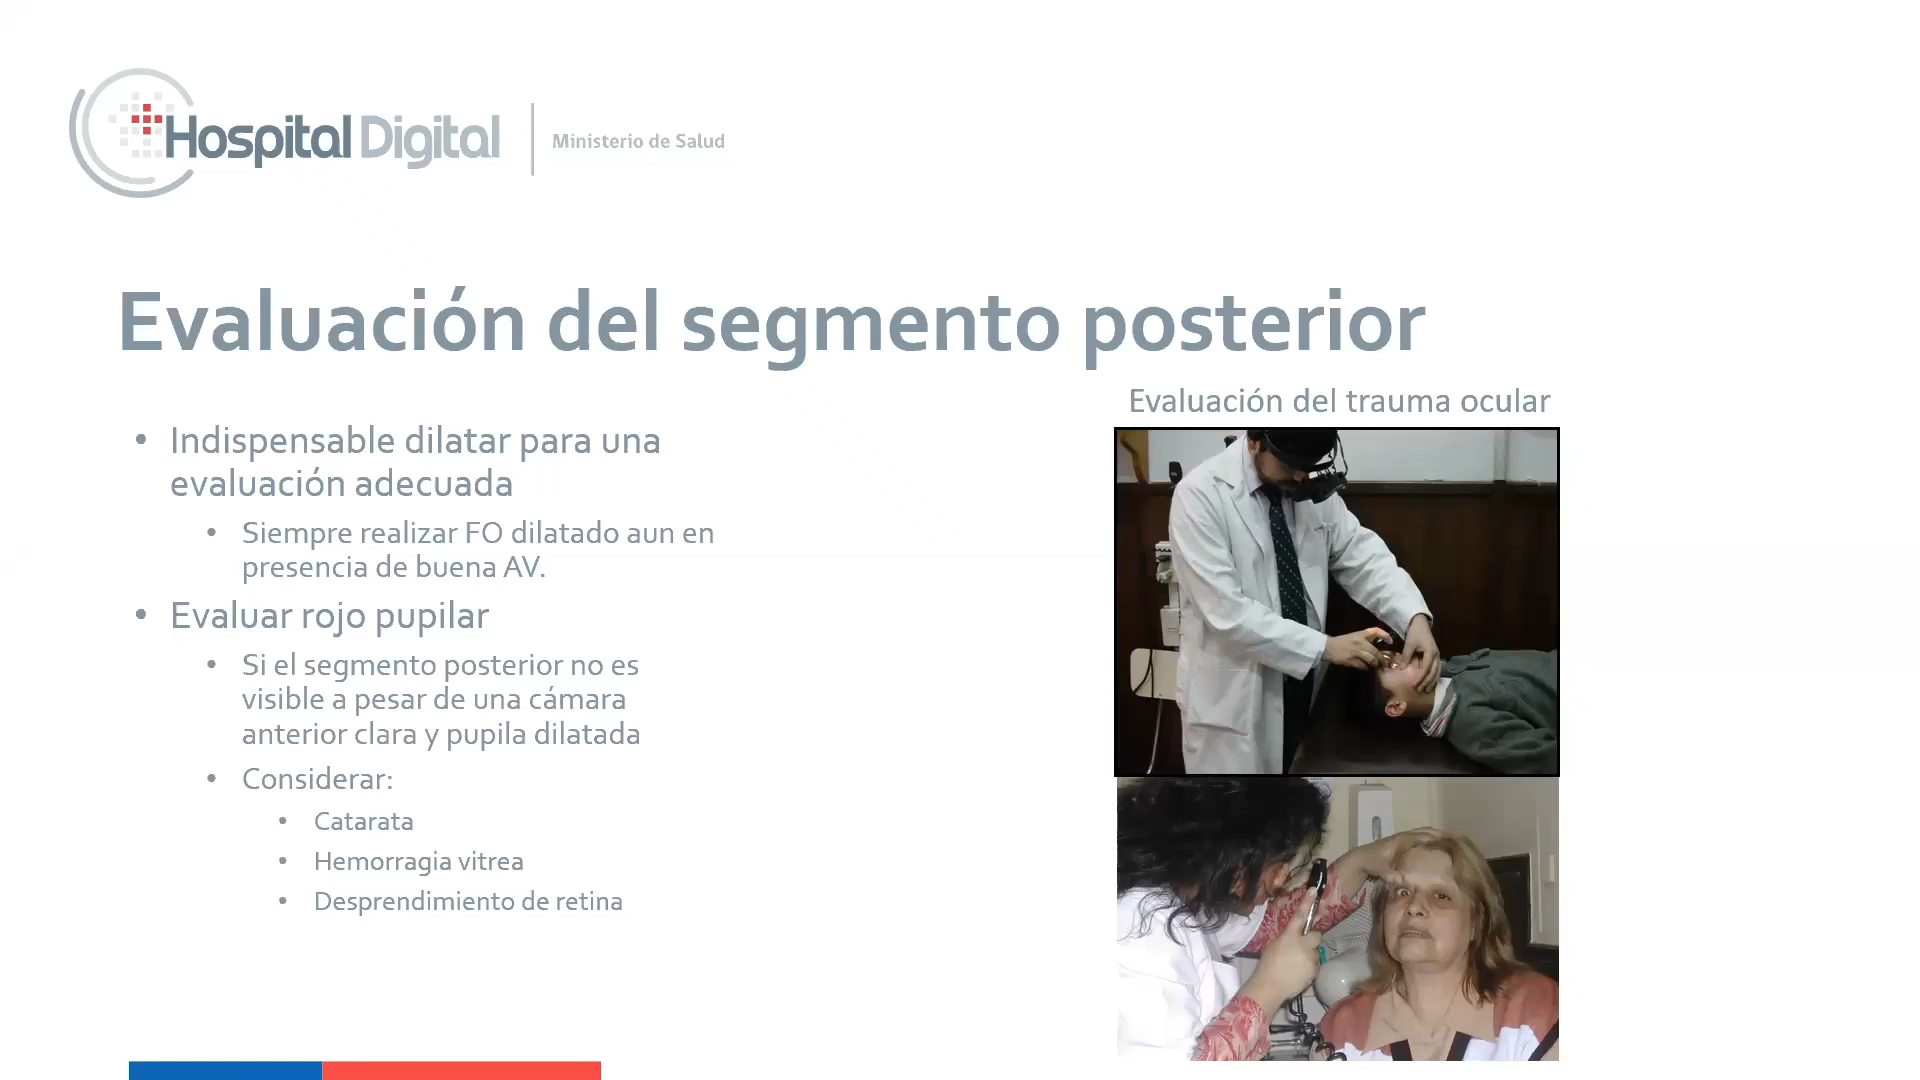 Hospital Digital
Ministerio de Salud
Evaluación del segmento posterior
Evaluación del trauma ocular
• Indispensable dilatar para una
evaluación adecuada
• Siempre realizar FO dilatado aun en
presencia de buena AV.
• Evaluar rojo pupilar
• Si el segmento posterior no es
visible a pesar de una cámara
anterior clara y pupila dilatada
• Considerar:
• Catarata
• Hemorragia vitrea
• Desprendimiento de retina